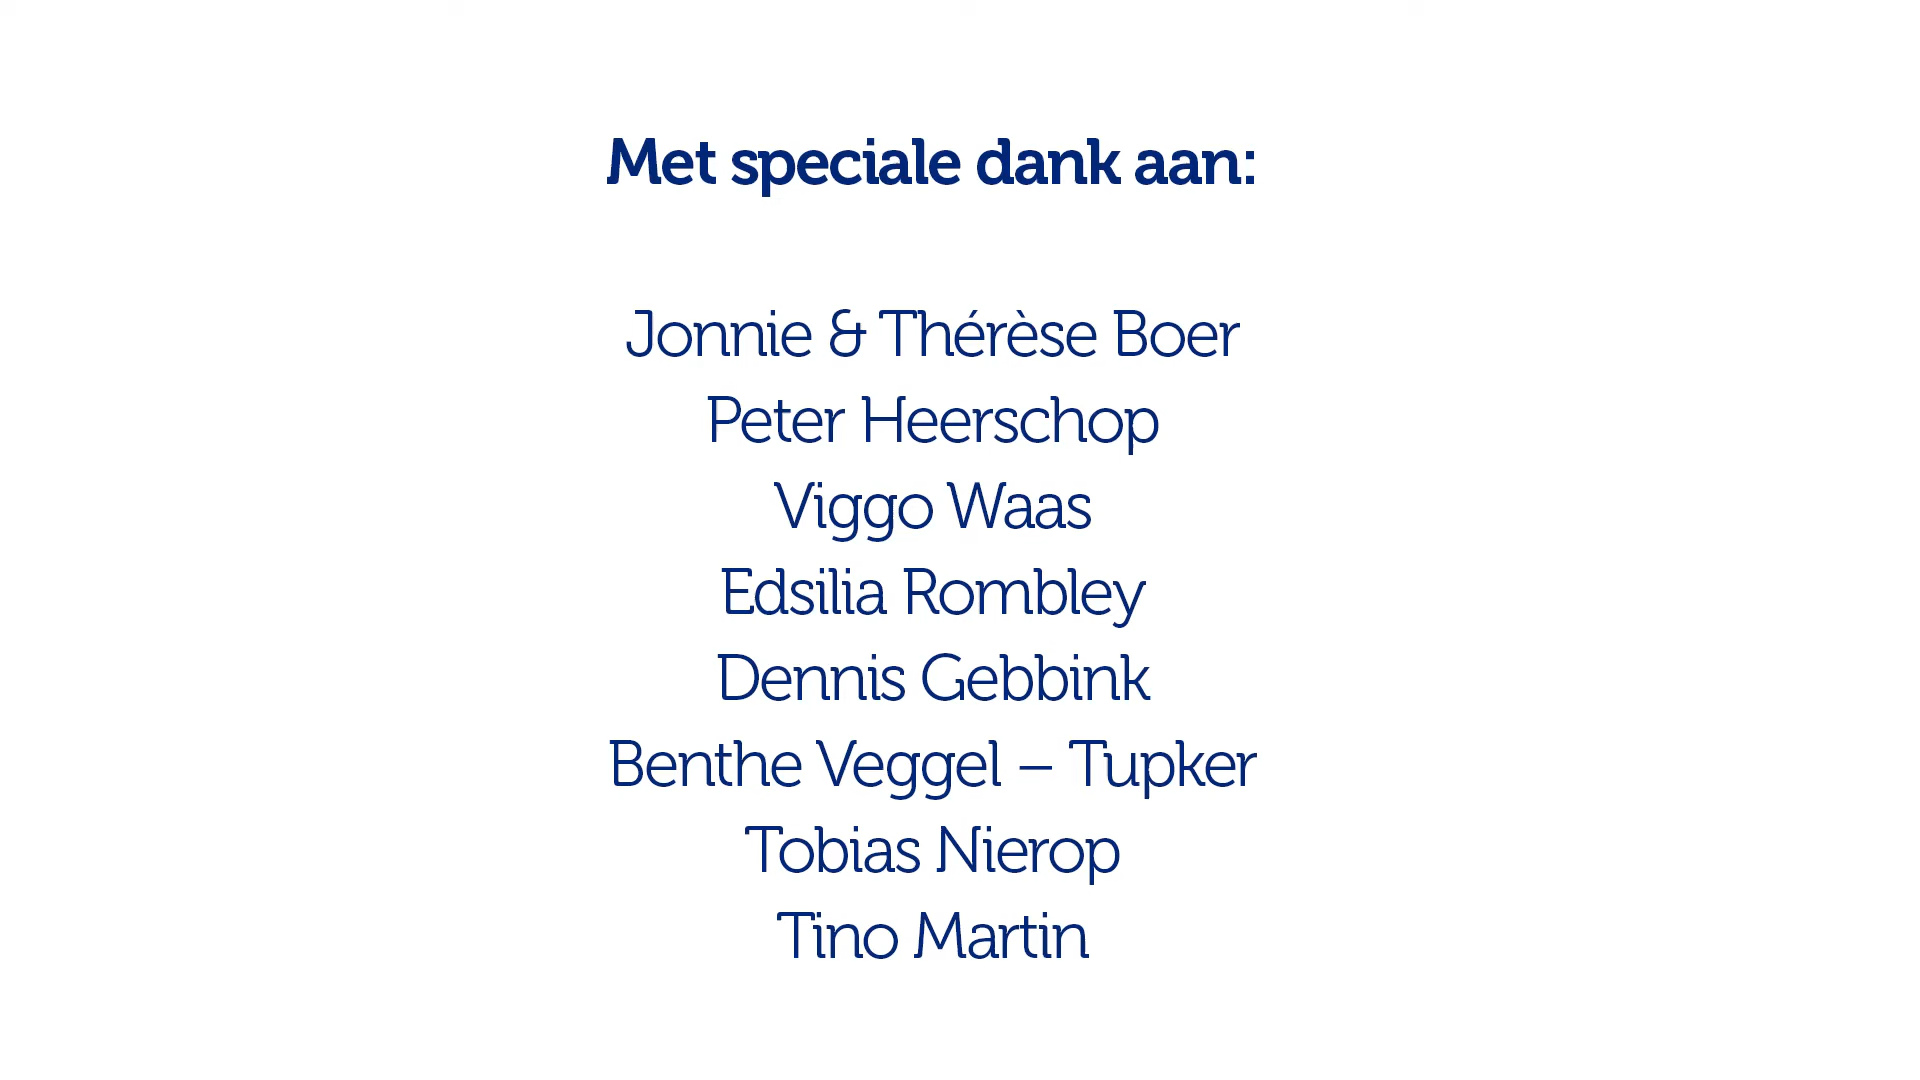 Met speciale dank aan:
Jonnie & Thérèse Boer
Peter Heerschop
Viggo Waas
Edsilia Rombley
Dennis Gebbink
Benthe Veggel – Tupker
Tobias Nierop
Tino Martin